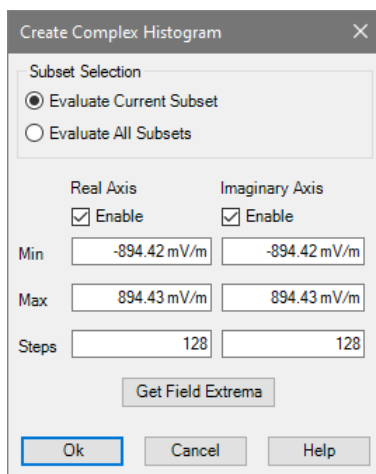 Create Complex Histogram
Subset Selection
Evaluate Current Subset
Evaluate All Subsets
Real Axis Imaginary Axis
Enable Enable
Min -894.42 mV/m -894.42 mV/m
Max 894.43 mV/m 894.43 mV/m
Steps 128 128
Get Field Extrema
Ok Cancel Help